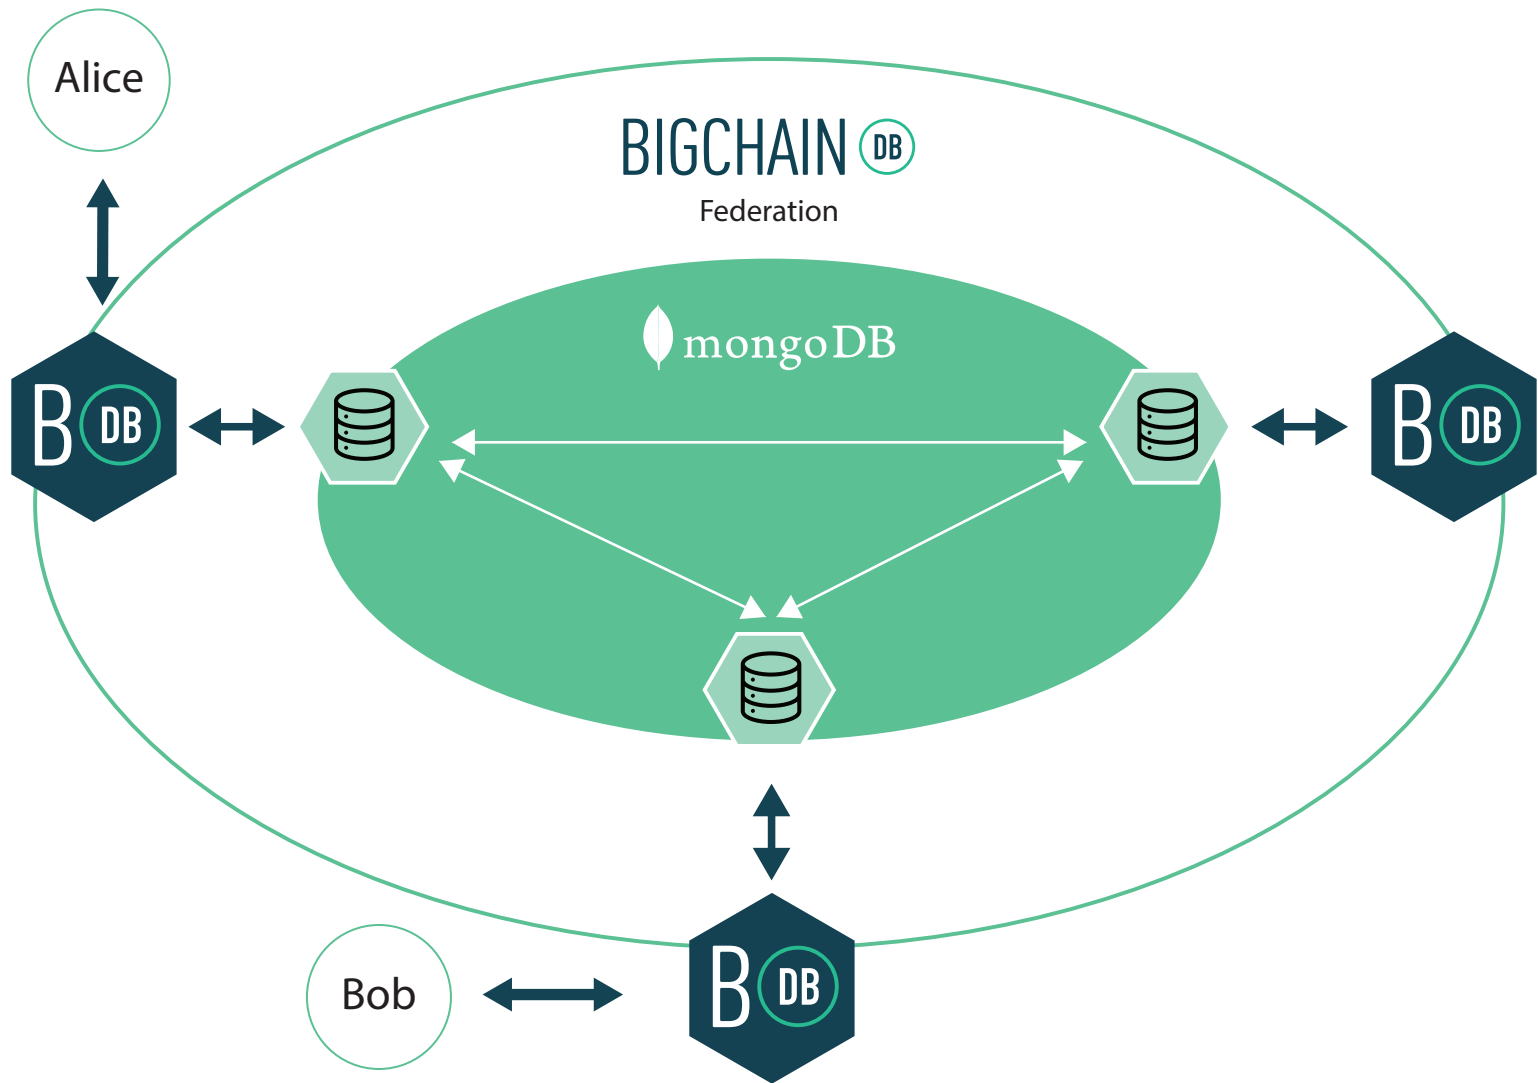 Alice
BIGCHAIN DB
Federation
mongoDB
B DB
B DB
Bob
B DB